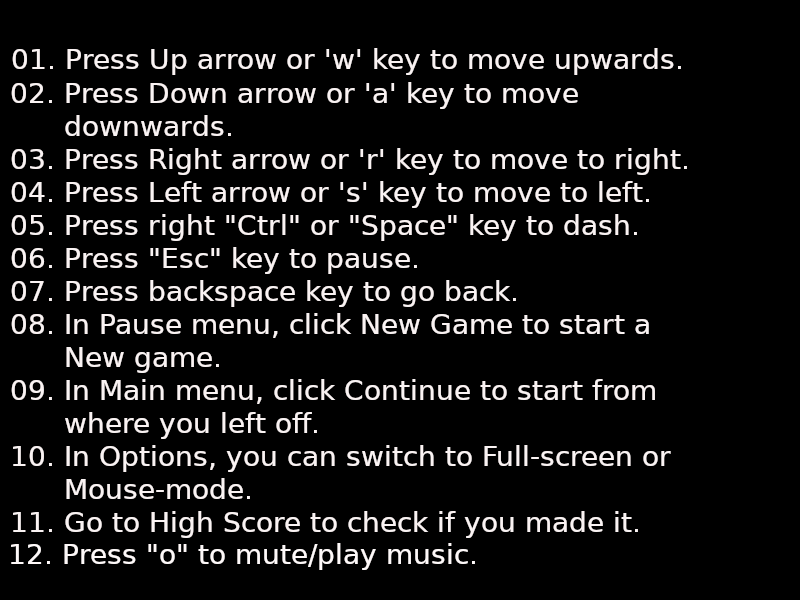 01. Press Up arrow or 'w' key to move upwards.
02. Press Down arrow or 'a' key to move
downwards.
03. Press Right arrow or 'r' key to move to right.
04. Press Left arrow or 's' key to move to left.
05. Press right "Ctrl" or "Space" key to dash.
06. Press "Esc" key to pause.
07. Press backspace key to go back.
08. In Pause menu, click New Game to start a
New game.
09. In Main menu, click Continue to start from
where you left off.
10. In Options, you can switch to Full-screen or
Mouse-mode.
11. Go to High Score to check if you made it.
12. Press "o" to mute/play music.